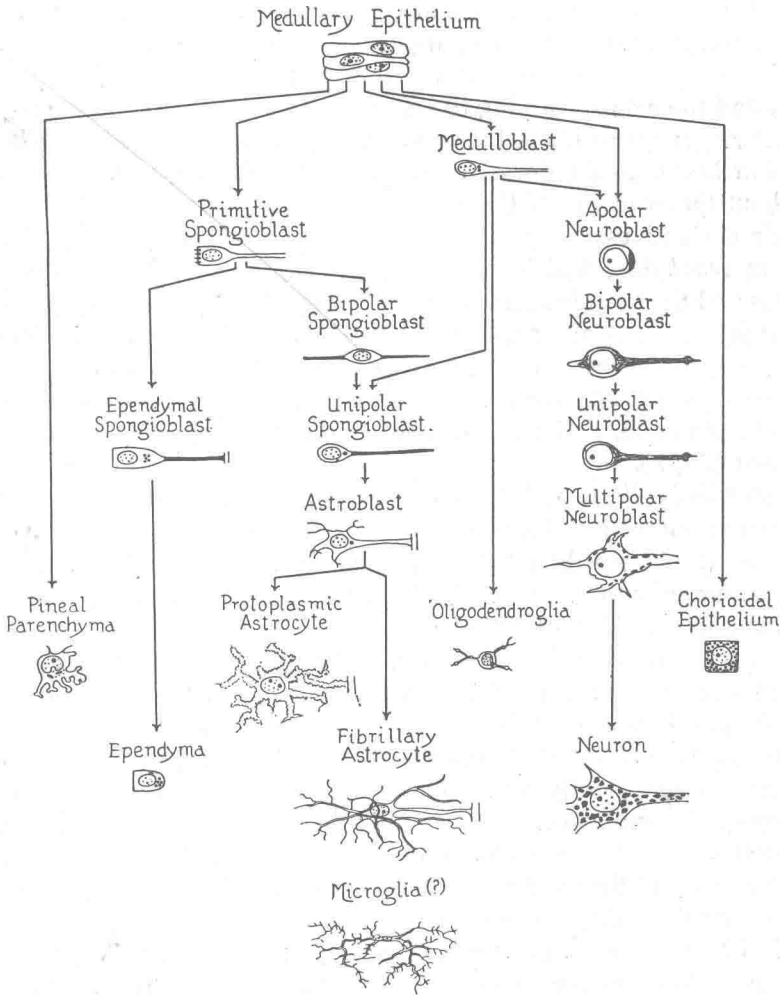 Medullary Epithelium
Medulloblast
Primitive
Spongioblast
Apolar
Neuroblast
Bipolar
Spongioblast
Bipolar
Neuroblast
Ependymal
Spongioblast
Unipolar
Spongioblast.
Unipolar
Neuroblast
Astroblast
Multipolar
Neuroblast
Pineal
Parenchyma
Protoplasmic
Astrocyte
Oligodendroglia
Chorioidal
Epithelium
Ependyma
Fibrillary
Astrocyte
Neuron
Microglia (?)